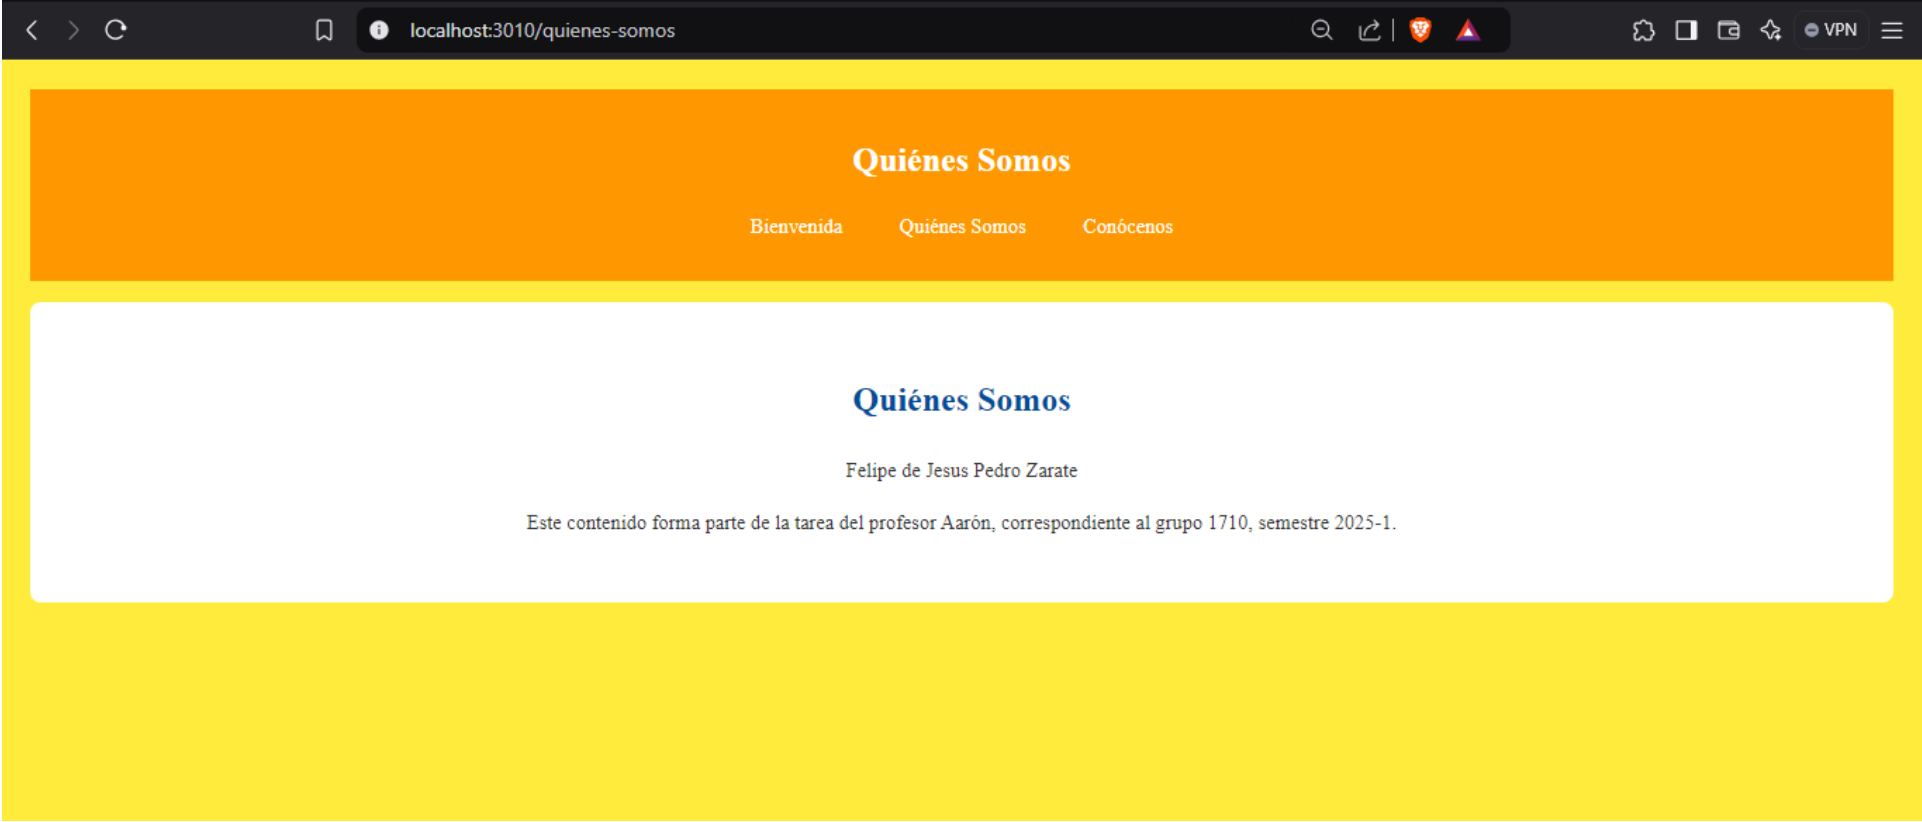 localhost:3010/quienes-somos
VPN
Quiénes Somos
Bienvenida Quiénes Somos Conócenos
Quiénes Somos
Felipe de Jesus Pedro Zarate
Este contenido forma parte de la tarea del profesor Aarón, correspondiente al grupo 1710, semestre 2025-1.